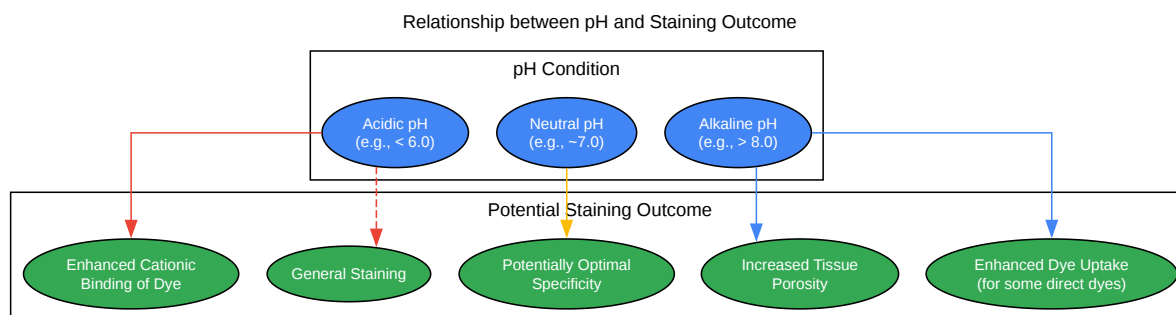 Relationship between pH and Staining Outcome
pH Condition
Acidic pH
(e.g., < 6.0)
Neutral pH
(e.g., ~7.0)
Alkaline pH
(e.g., > 8.0)
Potential Staining Outcome
Enhanced Cationic
Binding of Dye
General Staining
Potentially Optimal
Specificity
Increased Tissue
Porosity
Enhanced Dye Uptake
(for some direct dyes)